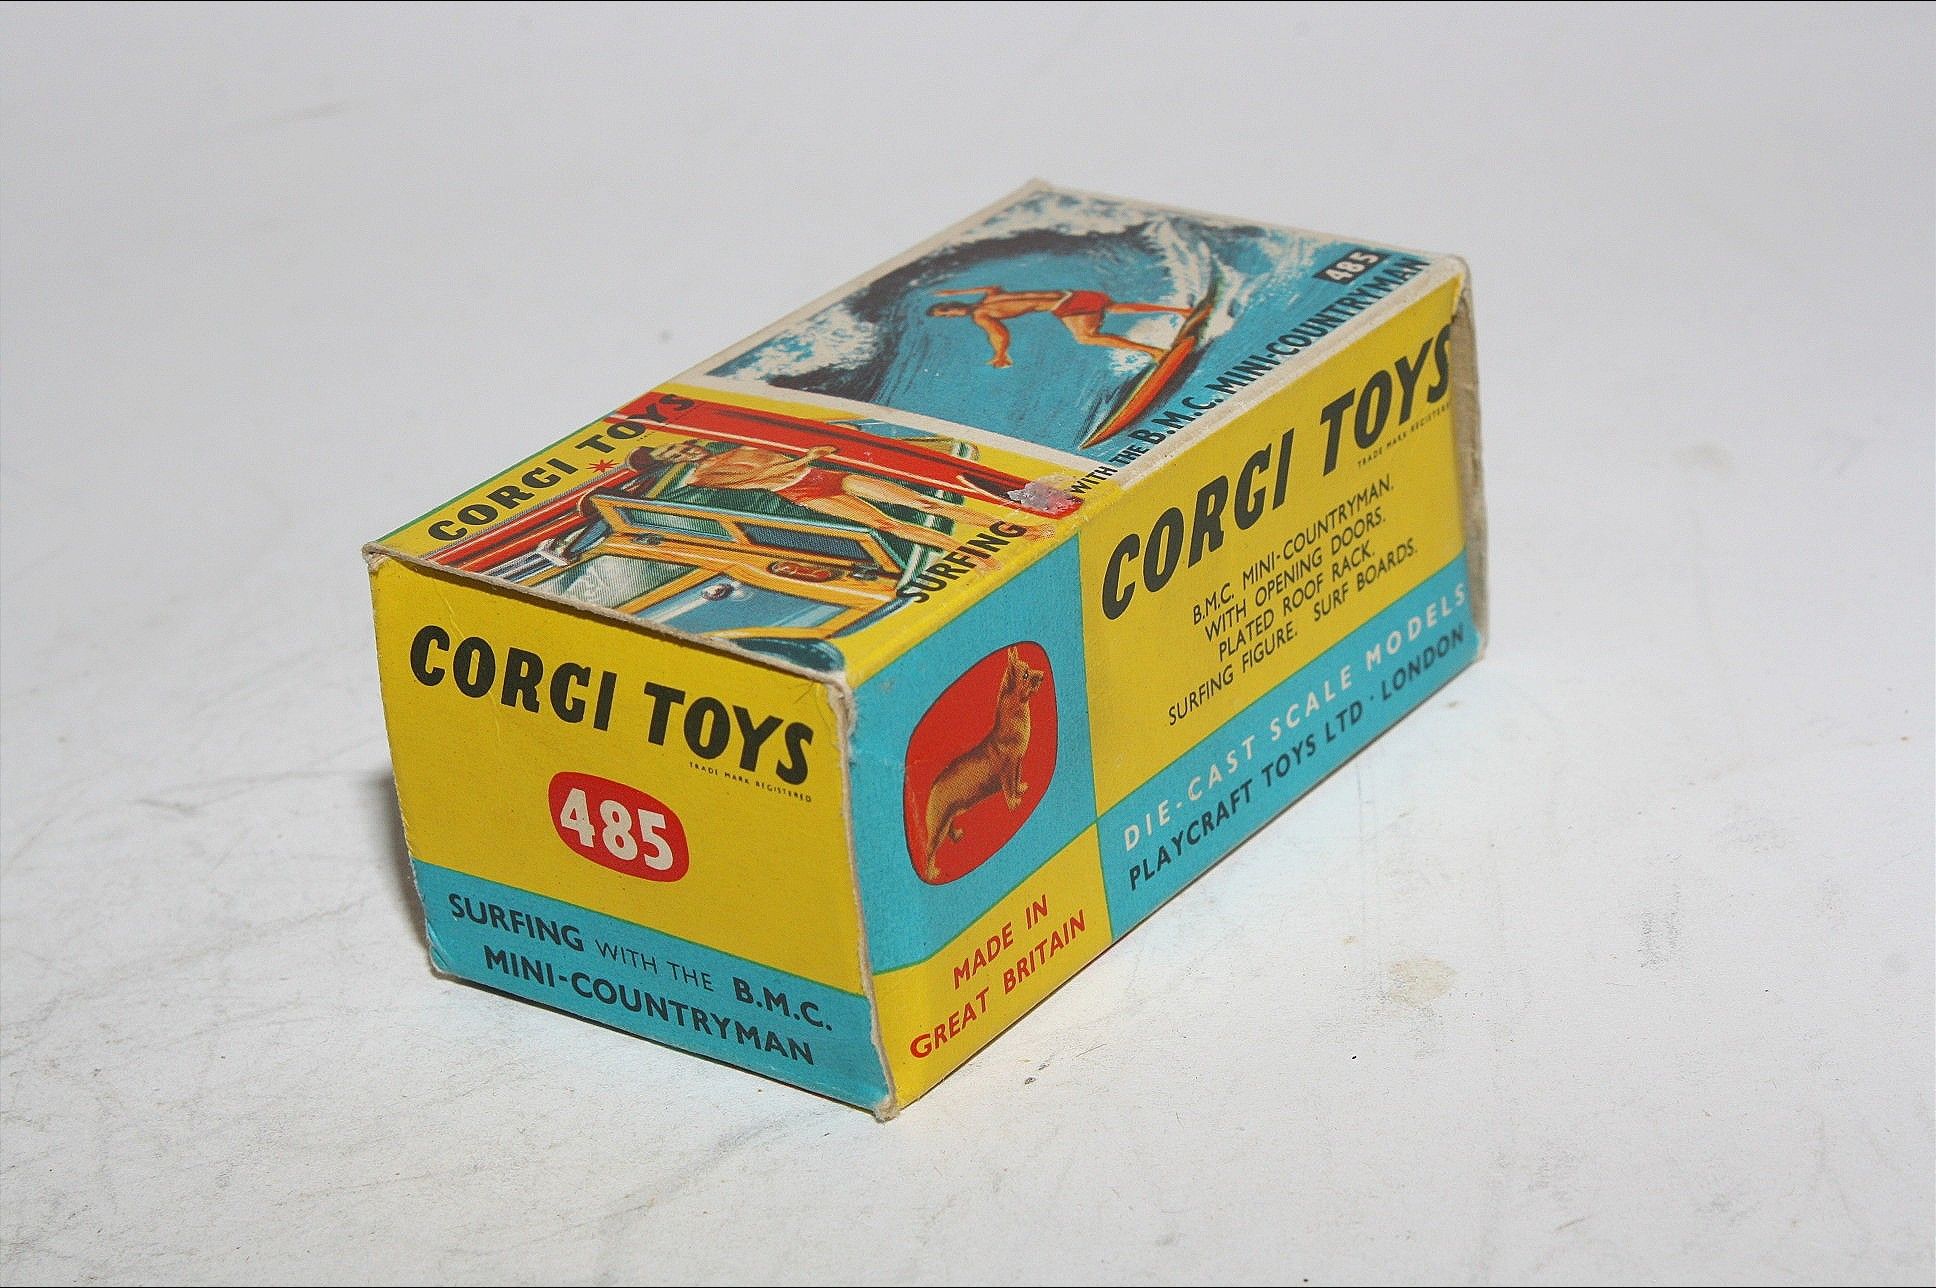 CORGI TOYS
SURFING
WITH THE B.M.C. MINI-COUNTRYMAN
485
CORGI TOYS
TRADE MARK REGISTERED
485
SURFING WITH THE B.M.C.
MINI-COUNTRYMAN
CORGI TOYS
TRADE MARK REGISTERED
B.M.C. MINI-COUNTRYMAN.
WITH OPENING DOORS.
PLATED ROOF RACK.
SURFING FIGURE. SURF BOARDS.
DIE-CAST SCALE MODELS
PLAYCRAFT TOYS LTD · LONDON
MADE IN
GREAT BRITAIN